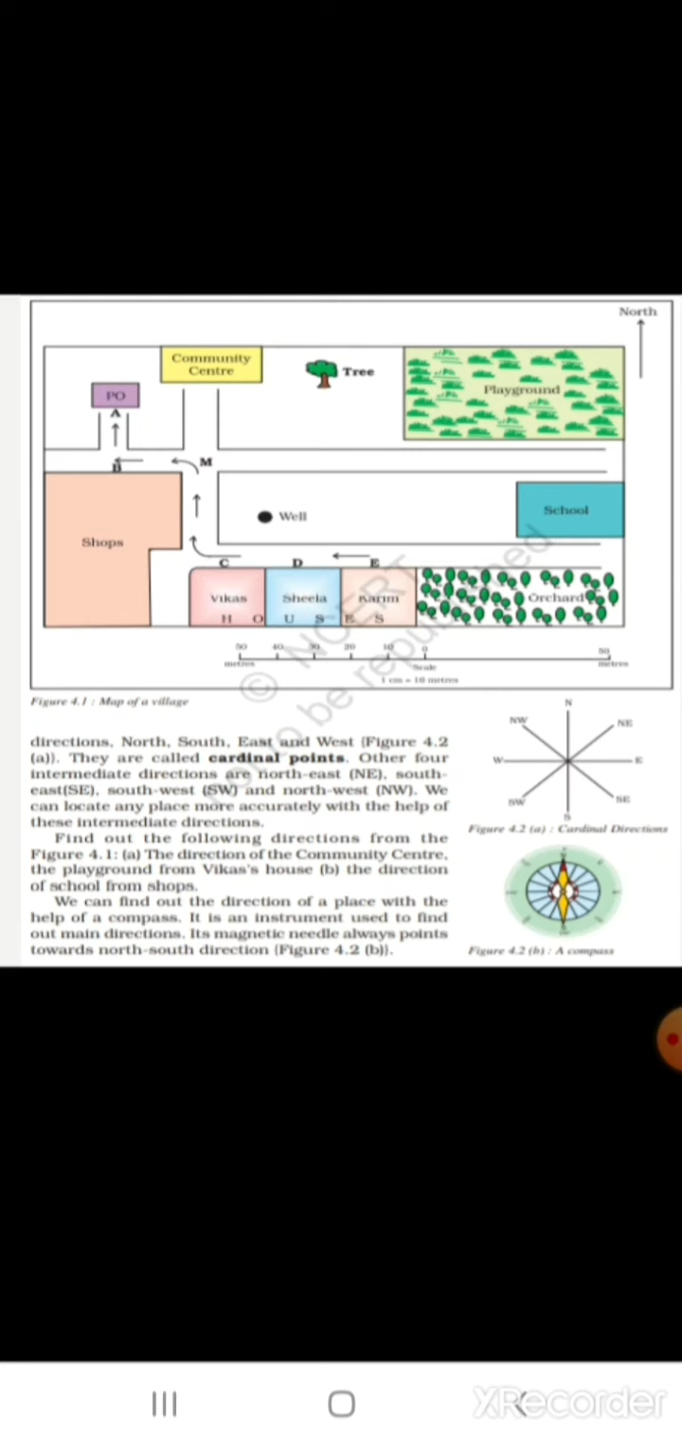 North
Community
Centre
Tree
PO
Playground
A
B
M
School
Well
Shops
C D E
Vikas Sheela Karim
Orchard
H O U S E S
50 40 30 20 10 0 50
metres Scale metres
1 cm = 10 metres
© NCERT
not to be republished
Figure 4.1 : Map of a village
directions, North, South, East and West {Figure 4.2
(a)}. They are called cardinal points. Other four
intermediate directions are north-east (NE), south-
east(SE), south-west (SW) and north-west (NW). We
can locate any place more accurately with the help of
these intermediate directions.
Find out the following directions from the
Figure 4.1: (a) The direction of the Community Centre,
the playground from Vikas's house (b) the direction
of school from shops.
We can find out the direction of a place with the
help of a compass. It is an instrument used to find
out main directions. Its magnetic needle always points
towards north-south direction {Figure 4.2 (b)}.
N
NW NE
W E
SW SE
S
Figure 4.2 (a) : Cardinal Directions
Figure 4.2 (b) : A compass
XRecorder